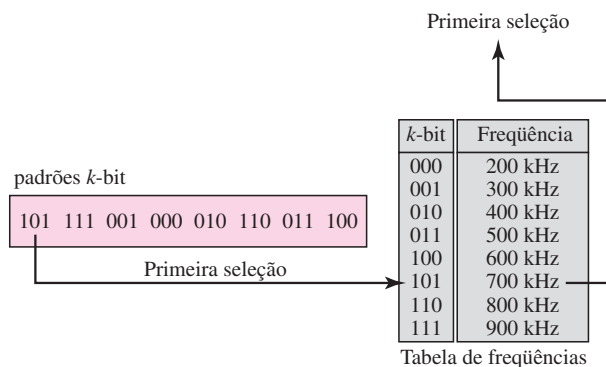 Primeira seleção
k-bit Freqüência
000 200 kHz
001 300 kHz
010 400 kHz
011 500 kHz
100 600 kHz
101 700 kHz
110 800 kHz
111 900 kHz
Tabela de freqüências
padrões k-bit
101 111 001 000 010 110 011 100
Primeira seleção